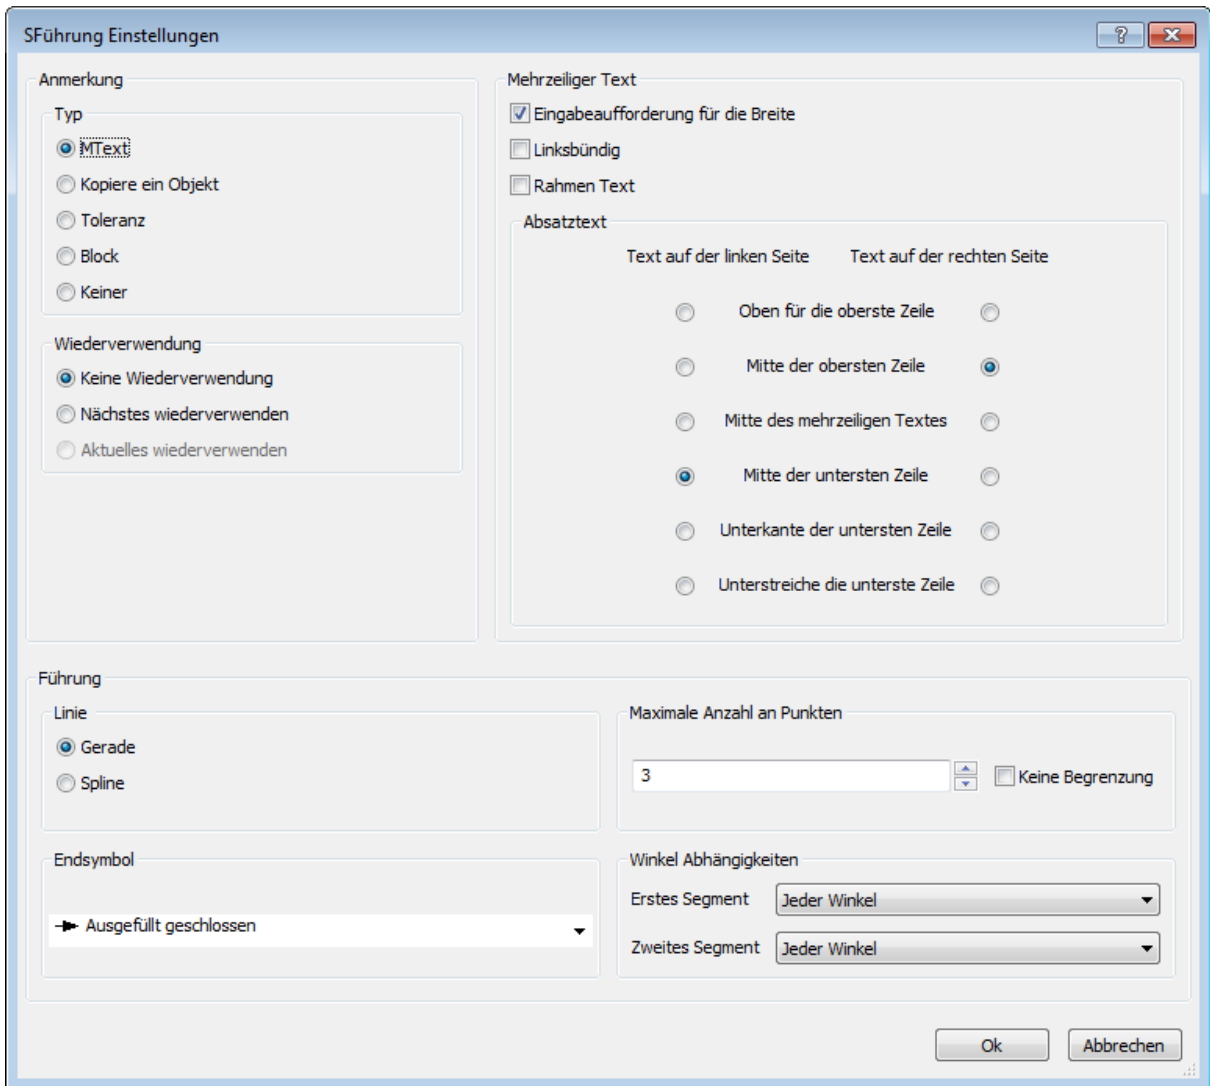 SFührung Einstellungen
Anmerkung
Typ
MText
Kopiere ein Objekt
Toleranz
Block
Keiner
Wiederverwendung
Keine Wiederverwendung
Nächstes wiederverwenden
Aktuelles wiederverwenden
Mehrzeiliger Text
Eingabeaufforderung für die Breite
Linksbündig
Rahmen Text
Absatztext
Text auf der linken Seite Text auf der rechten Seite
Oben für die oberste Zeile
Mitte der obersten Zeile
Mitte des mehrzeiligen Textes
Mitte der untersten Zeile
Unterkante der untersten Zeile
Unterstreiche die unterste Zeile
Führung
Linie
Gerade
Spline
Maximale Anzahl an Punkten
3 Keine Begrenzung
Endsymbol
Ausgefüllt geschlossen
Winkel Abhängigkeiten
Erstes Segment Jeder Winkel
Zweites Segment Jeder Winkel
Ok Abbrechen